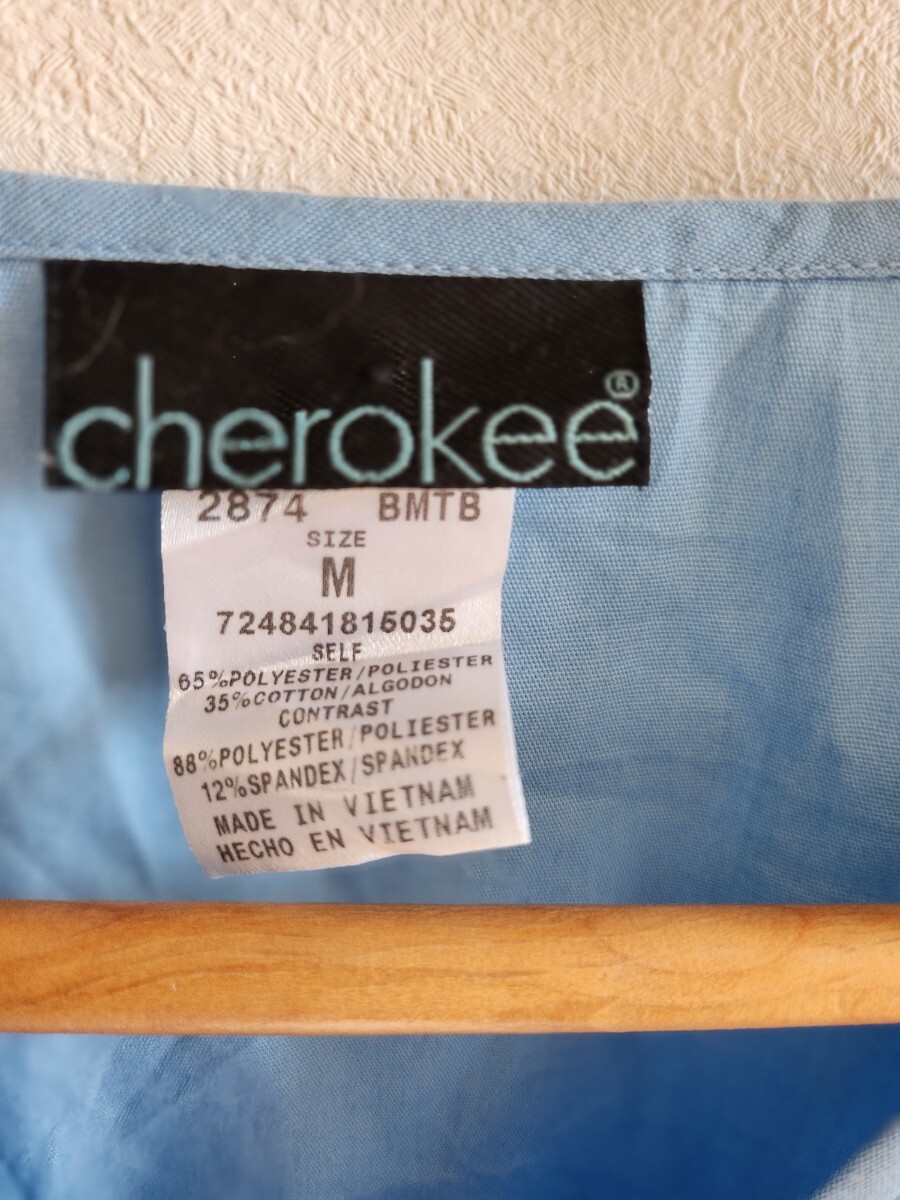 cherokee®
2874 BMTB
SIZE
M
724841815035
SELF
65%POLYESTER/POLIESTER
35%COTTON/ALGODON
CONTRAST
88%POLYESTER/POLIESTER
12%SPANDEX/SPANDEX
MADE IN VIETNAM
HECHO EN VIETNAM